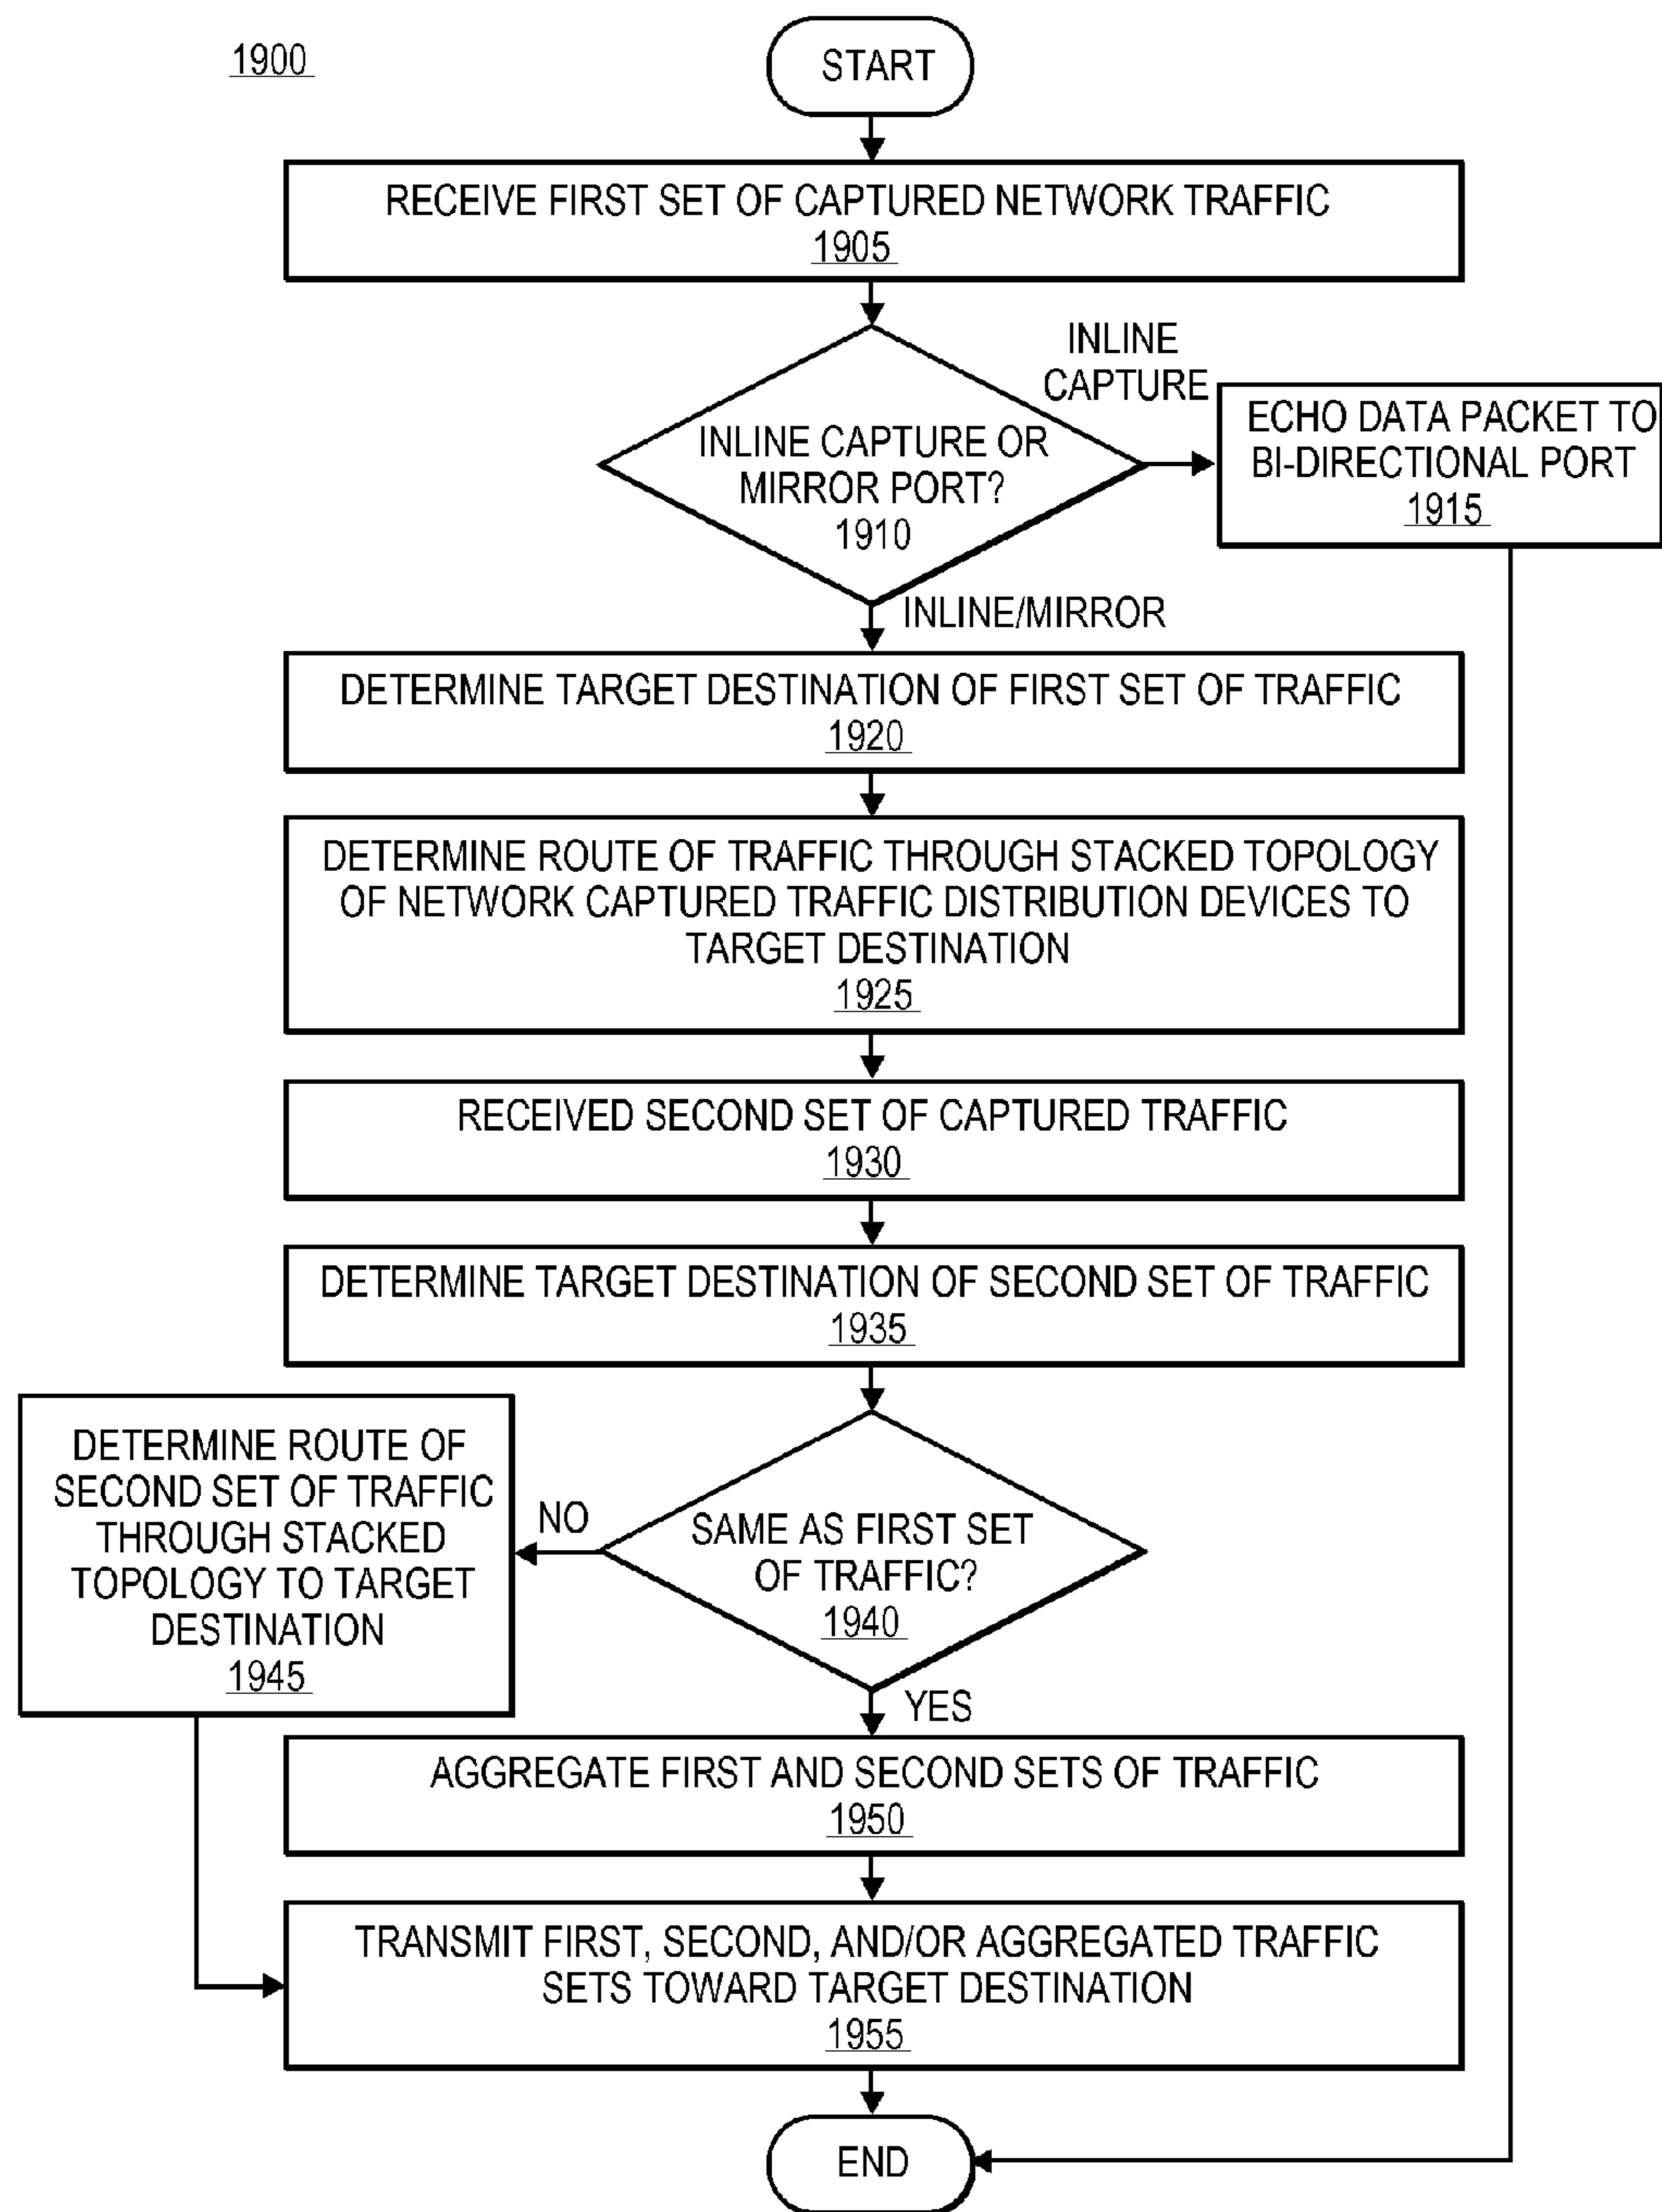 1900
START
RECEIVE FIRST SET OF CAPTURED NETWORK TRAFFIC
1905
INLINE
CAPTURE
INLINE CAPTURE OR
MIRROR PORT?
1910
ECHO DATA PACKET TO
BI-DIRECTIONAL PORT
1915
INLINE/MIRROR
DETERMINE TARGET DESTINATION OF FIRST SET OF TRAFFIC
1920
DETERMINE ROUTE OF TRAFFIC THROUGH STACKED TOPOLOGY
OF NETWORK CAPTURED TRAFFIC DISTRIBUTION DEVICES TO
TARGET DESTINATION
1925
RECEIVED SECOND SET OF CAPTURED TRAFFIC
1930
DETERMINE TARGET DESTINATION OF SECOND SET OF TRAFFIC
1935
SAME AS FIRST SET
OF TRAFFIC?
1940
NO
DETERMINE ROUTE OF
SECOND SET OF TRAFFIC
THROUGH STACKED
TOPOLOGY TO TARGET
DESTINATION
1945
YES
AGGREGATE FIRST AND SECOND SETS OF TRAFFIC
1950
TRANSMIT FIRST, SECOND, AND/OR AGGREGATED TRAFFIC
SETS TOWARD TARGET DESTINATION
1955
END